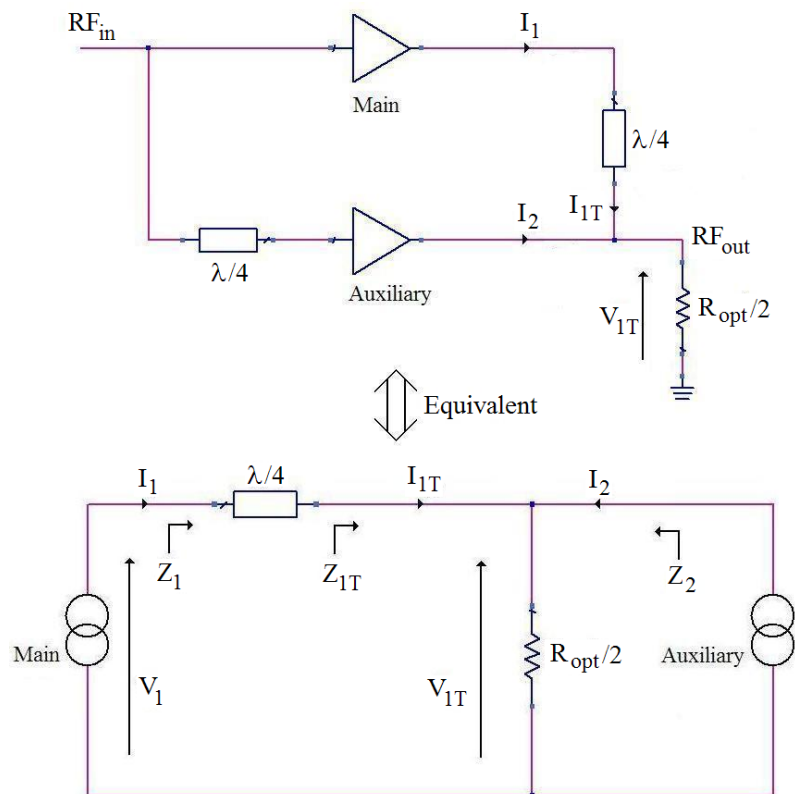 RFin
I1
Main
λ/4
I1T
I2
RFout
λ/4
Auxiliary
V1T
Ropt/2
Equivalent
I1
λ/4
I1T
I2
Z1
Z1T
Z2
Main
V1
V1T
Ropt/2
Auxiliary